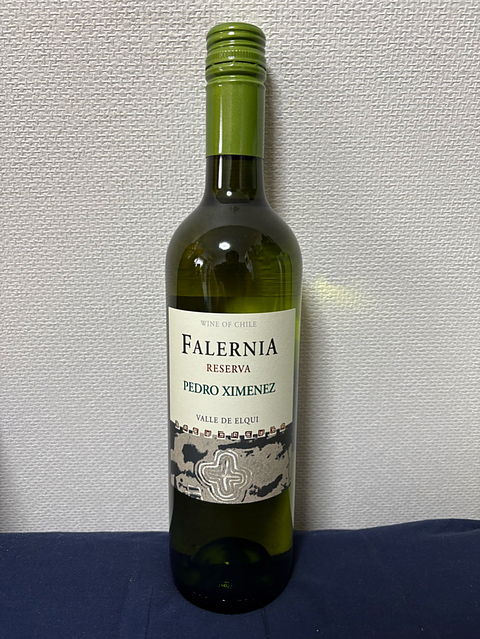 WINE OF CHILE
FALERNIA
RESERVA
PEDRO XIMENEZ
VALLE DE ELQUI